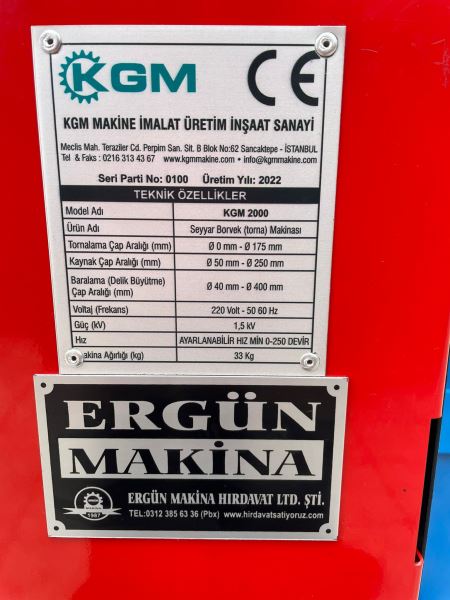 KGM CE
KGM MAKİNE İMALAT ÜRETİM İNŞAAT SANAYİ
Meclis Mah. Teraziler Cd. Perpim San. Sit. B Blok No:62 Sancaktepe - İSTANBUL
Tel & Faks : 0216 313 43 67 www.kgmmakine.com • info@kgmmakine.com
Seri Parti No: 0100 Üretim Yılı: 2022
TEKNİK ÖZELLİKLER
Model Adı KGM 2000
Ürün Adı Seyyar Borvek (torna) Makinası
Tornalama Çap Aralığı (mm) Ø 0 mm - Ø 175 mm
Kaynak Çap Aralığı (mm) Ø 50 mm - Ø 250 mm
Baralama (Delik Büyütme)
Çap Aralığı (mm) Ø 40 mm - Ø 400 mm
Voltaj (Frekans) 220 Volt - 50 60 Hz
Güç (kV) 1,5 kV
Hız AYARLANABİLİR HIZ MİN 0-250 DEVİR
akina Ağırlığı (kg) 33 Kg
ERGÜN
MAKİNA
ERGÜN MAKİNA HIRDAVAT LTD. ŞTİ.
TEL:0312 385 63 36 (Pbx) www.hirdavatsatiyoruz.com
1987